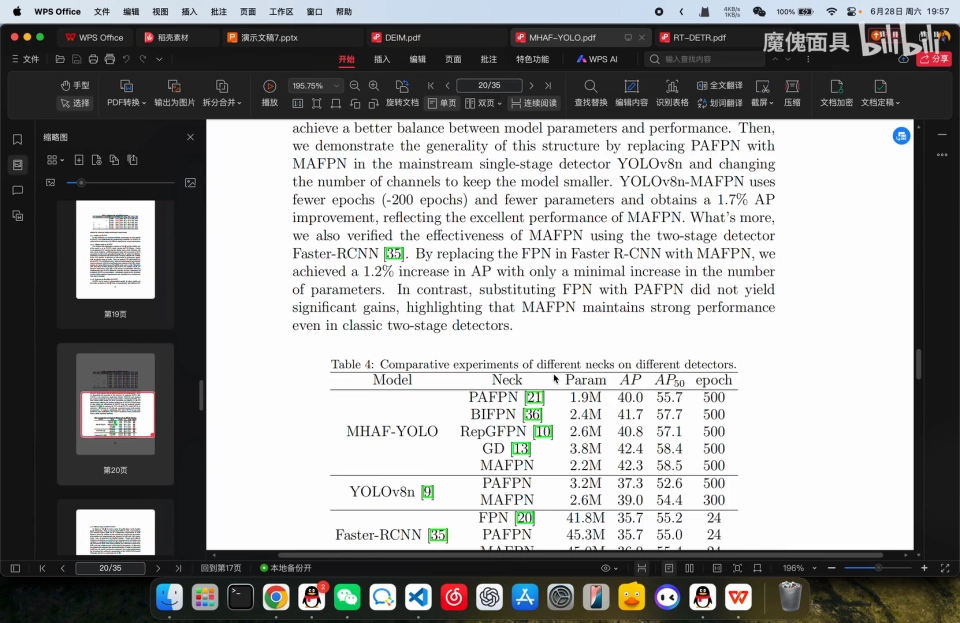 WPS Office 文件 编辑 视图 插入 批注 页面 工作区 窗口 帮助 4KB/s 1KB/s 100% 6月28日 周六 19:57
WPS Office 稻壳素材 演示文稿7.pptx DEIM.pdf MHAF-YOLO.pdf RT-DETR.pdf
魔傀面具 bilibili
文件 开始 插入 编辑 页面 批注 特色功能 WPS AI 输入查找内容 分享
手型 选择 PDF转换 输出为图片 拆分合并 播放 195.75% 旋转文档 20/35 单页 双页 连续阅读 查找替换 编辑内容 识别表格 全文翻译 划词翻译 截屏 压缩 文档加密 文档定稿
缩略图
第19页
第20页
achieve a better balance between model parameters and performance. Then,
we demonstrate the generality of this structure by replacing PAFPN with
MAFPN in the mainstream single-stage detector YOLOv8n and changing
the number of channels to keep the model smaller. YOLOv8n-MAFPN uses
fewer epochs (-200 epochs) and fewer parameters and obtains a 1.7% AP
improvement, reflecting the excellent performance of MAFPN. What's more,
we also verified the effectiveness of MAFPN using the two-stage detector
Faster-RCNN [35]. By replacing the FPN in Faster R-CNN with MAFPN, we
achieved a 1.2% increase in AP with only a minimal increase in the number
of parameters. In contrast, substituting FPN with PAFPN did not yield
significant gains, highlighting that MAFPN maintains strong performance
even in classic two-stage detectors.
Table 4: Comparative experiments of different necks on different detectors.
Model Neck Param AP AP50 epoch
PAFPN [21] 1.9M 40.0 55.7 500
BIFPN [36] 2.4M 41.7 57.7 500
MHAF-YOLO RepGFPN [10] 2.6M 40.8 57.1 500
GD [13] 3.8M 42.4 58.4 500
MAFPN 2.2M 42.3 58.5 500
YOLOv8n [9] PAFPN 3.2M 37.3 52.6 500
MAFPN 2.6M 39.0 54.4 300
FPN [20] 41.8M 35.7 55.2 24
Faster-RCNN [35] PAFPN 45.3M 35.7 55.0 24
20/35 回到第17页 本地备份开 196%
2